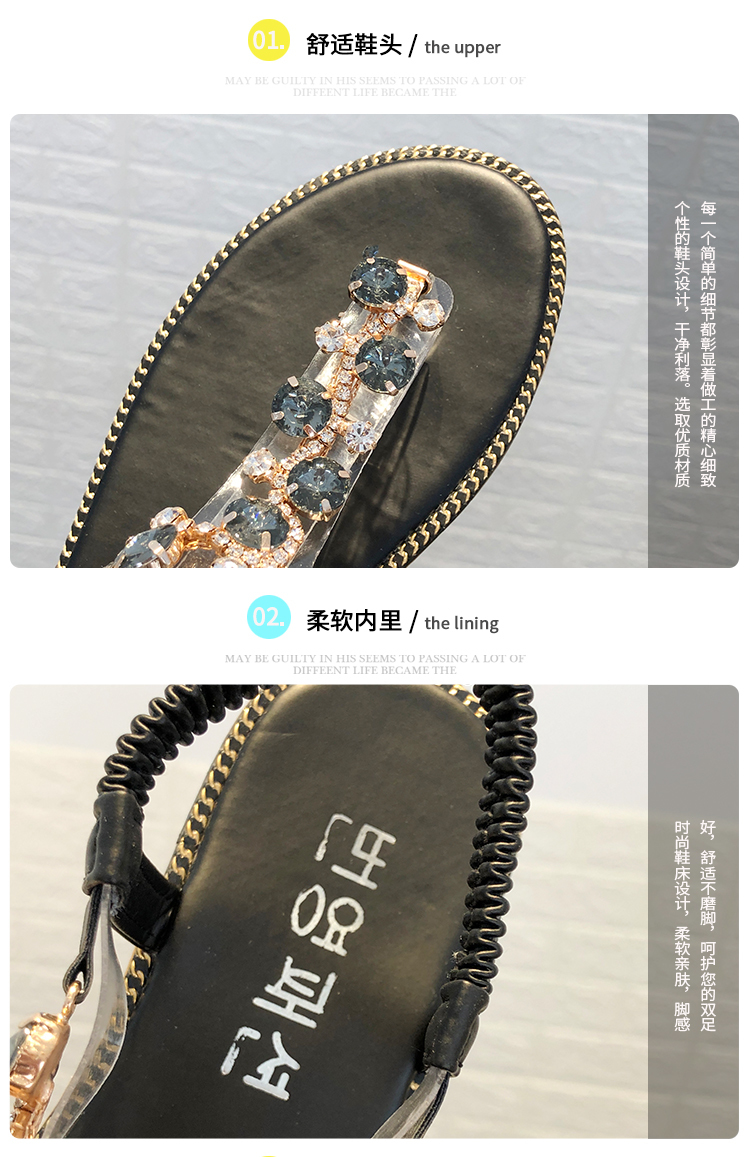 01. 舒适鞋头 / the upper
MAY BE GUILTY IN HIS SEEMS TO PASSING A LOT OF
DIFFEENT LIFE BECAME THE
个性的鞋头设计，干净利落。选取优质材质
每一个简单的细节都彰显着做工的精心细致
02. 柔软内里 / the lining
MAY BE GUILTY IN HIS SEEMS TO PASSING A LOT OF
DIFFEENT LIFE BECAME THE
时尚鞋床设计，柔软亲肤，脚感
好，舒适不磨脚，呵护您的双足
번영패션